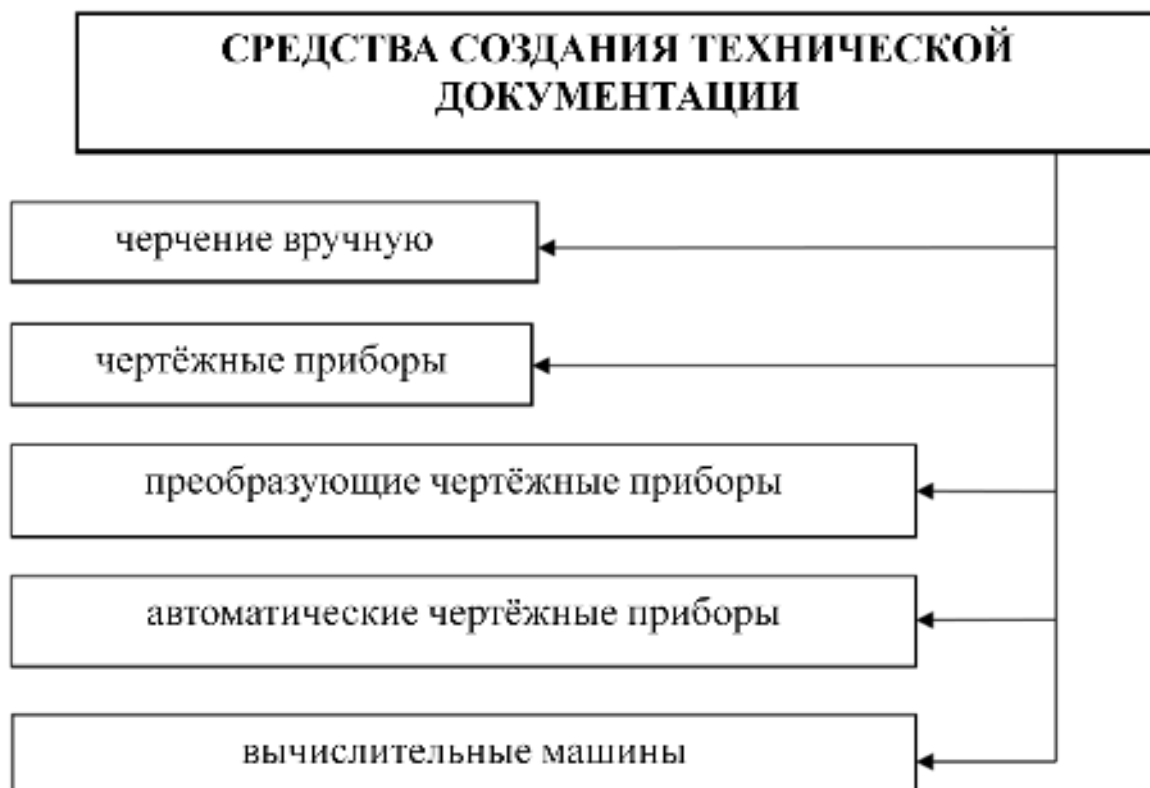 СРЕДСТВА СОЗДАНИЯ ТЕХНИЧЕСКОЙ
ДОКУМЕНТАЦИИ
черчение вручную
чертёжные приборы
преобразующие чертёжные приборы
автоматические чертёжные приборы
вычислительные машины